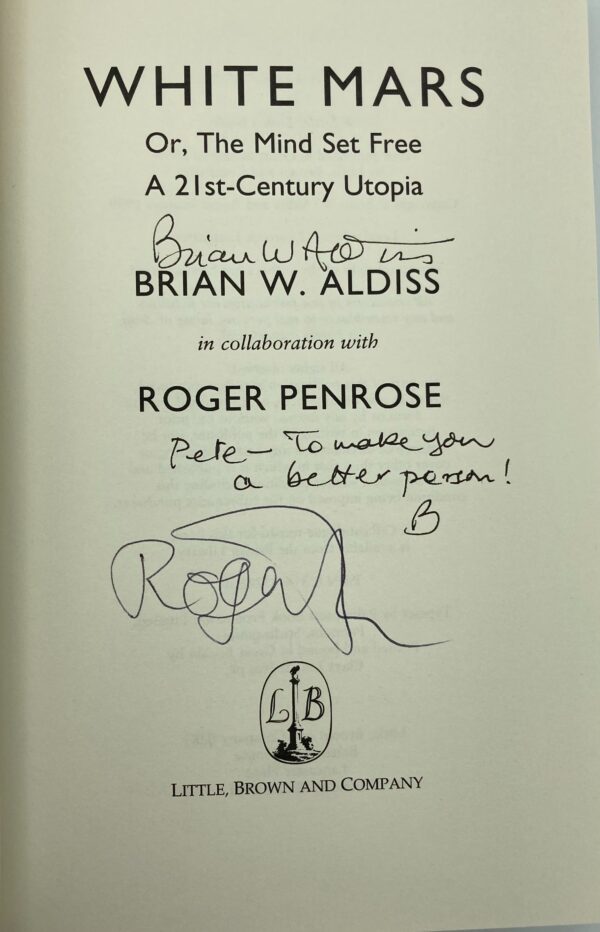 WHITE MARS
Or, The Mind Set Free
A 21st-Century Utopia
Brian W Aldiss
BRIAN W. ALDISS
in collaboration with
ROGER PENROSE
Pete – To make you
a better person!
B
Roger
L B
LITTLE, BROWN AND COMPANY